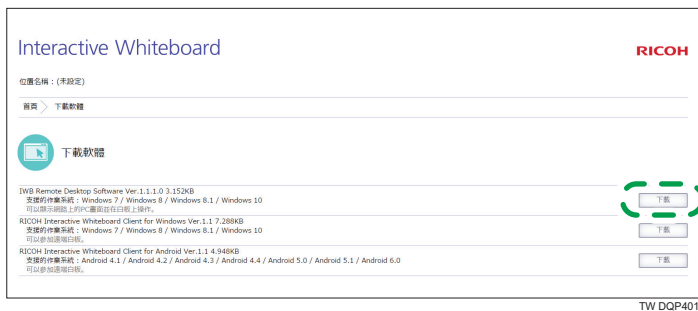 Interactive Whiteboard
RICOH
位置名稱：(未設定)
首頁 下載軟體
下載軟體
IWB Remote Desktop Software Ver.1.1.1.0 3.152KB
支援的作業系統：Windows 7 / Windows 8 / Windows 8.1 / Windows 10
可以顯示網路上的PC畫面並在白板上操作。
下載
RICOH Interactive Whiteboard Client for Windows Ver.1.1 7.288KB
支援的作業系統：Windows 7 / Windows 8 / Windows 8.1 / Windows 10
可以參加遠端白板。
下載
RICOH Interactive Whiteboard Client for Android Ver.1.1 4.948KB
支援的作業系統：Android 4.1 / Android 4.2 / Android 4.3 / Android 4.4 / Android 5.0 / Android 5.1 / Android 6.0
可以參加遠端白板。
下載
TW DQP401